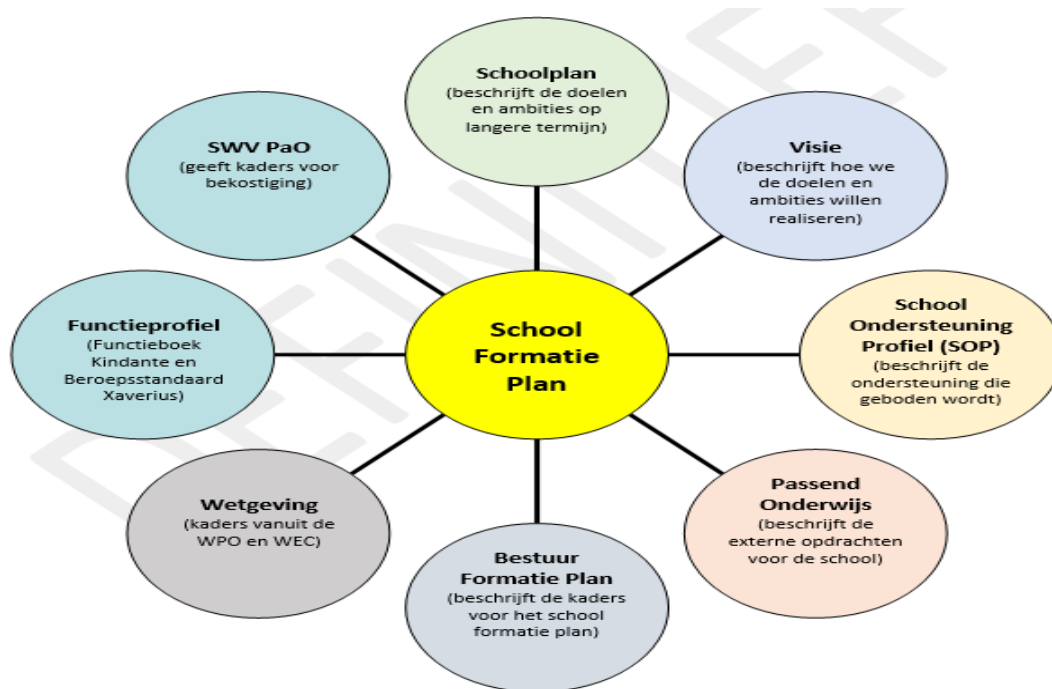 Schoolplan
(beschrijft de doelen
en ambities op
langere termijn)
SWV PaO
(geeft kaders voor
bekostiging)
Visie
(beschrijft hoe we
de doelen en
ambities willen
realiseren)
Functieprofiel
(Functieboek
Kindante en
Beroepsstandaard
Xaverius)
School
Formatie
Plan
School
Ondersteuning
Profiel (SOP)
(beschrijft de
ondersteuning die
geboden wordt)
Wetgeving
(kaders vanuit de
WPO en WEC)
Bestuur
Formatie Plan
(beschrijft de kaders
voor het school
formatie plan)
Passend
Onderwijs
(beschrijft de
externe opdrachten
voor de school)